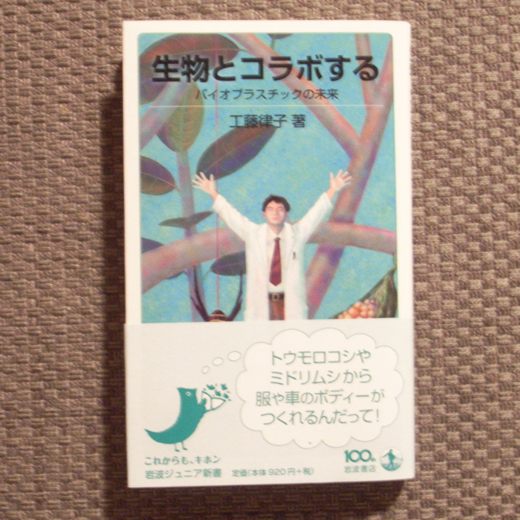 生物とコラボする
バイオプラスチックの未来
工藤律子 著
トウモロコシや
ミドリムシから
服や車のボディーが
つくれるんだって!
これからも、キホン
岩波ジュニア新書
定価(本体 920円+税)
100年
岩波書店